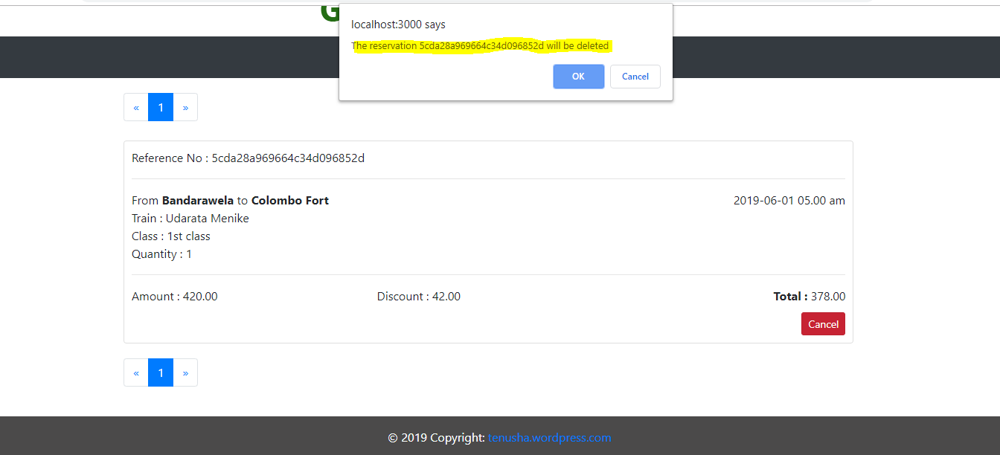 G
localhost:3000 says
The reservation 5cda28a969664c34d096852d will be deleted
OK Cancel
« 1 »
Reference No : 5cda28a969664c34d096852d
From Bandarawela to Colombo Fort 2019-06-01 05.00 am
Train : Udarata Menike
Class : 1st class
Quantity : 1
Amount : 420.00 Discount : 42.00 Total : 378.00
Cancel
« 1 »
© 2019 Copyright: tenusha.wordpress.com